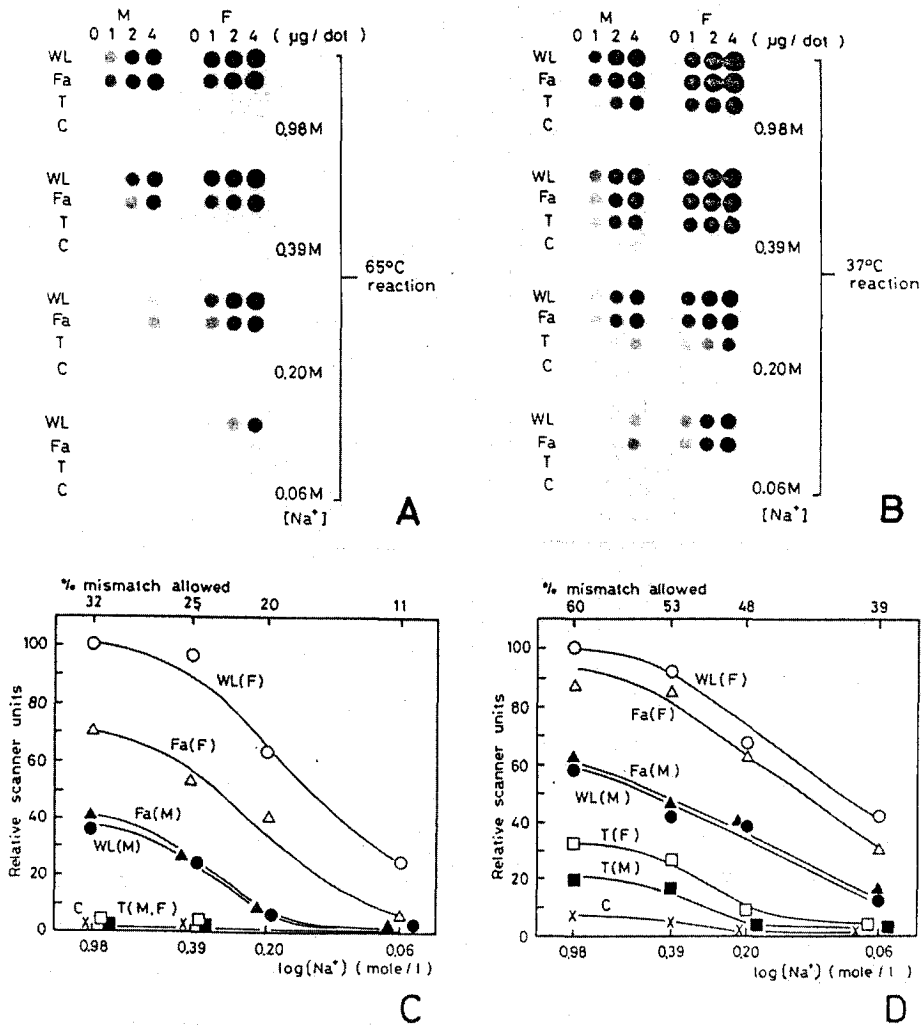 M F
0 1 2 4 0 1 2 4 ( μg/dot )
WL
Fa
T
C
0,98M
WL
Fa
T
C
0,39M
WL
Fa
T
C
0,20M
WL
Fa
T
C
0.06M
[Na⁺]
65°C
reaction
A
M F
0 1 2 4 0 1 2 4 ( μg/dot )
WL
Fa
T
C
0,98M
WL
Fa
T
C
0,39M
WL
Fa
T
C
0,20M
WL
Fa
T
C
0.06M
[Na⁺]
37°C
reaction
B
% mismatch allowed
32 25 20 11
Relative scanner units
100
80
60
40
20
0
WL(F)
Fa(F)
Fa(M)
WL(M)
C T(M,F)
0,98 0,39 0,20 0,06
log[Na⁺] (mole/l)
C
% mismatch allowed
60 53 48 39
Relative scanner units
100
80
60
40
20
0
WL(F)
Fa(F)
Fa(M)
WL(M)
T(F)
T(M)
C
0,98 0,39 0,20 0,06
log[Na⁺] (mole/l)
D